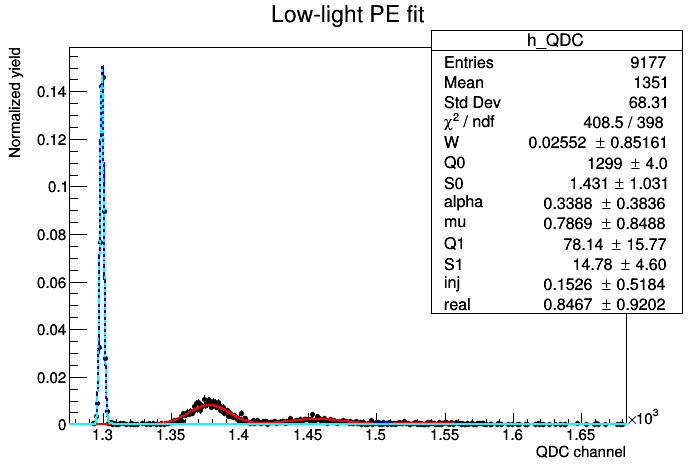 Low-light PE fit
h_QDC
Entries 9177
Mean 1351
Std Dev 68.31
χ² / ndf 408.5 / 398
W 0.02552 ± 0.85161
Q0 1299 ± 4.0
S0 1.431 ± 1.031
alpha 0.3388 ± 0.3836
mu 0.7869 ± 0.8488
Q1 78.14 ± 15.77
S1 14.78 ± 4.60
inj 0.1526 ± 0.5184
real 0.8467 ± 0.9202
Normalized yield
0.14
0.12
0.1
0.08
0.06
0.04
0.02
0
1.3 1.35 1.4 1.45 1.5 1.55 1.6 1.65
×10³
QDC channel